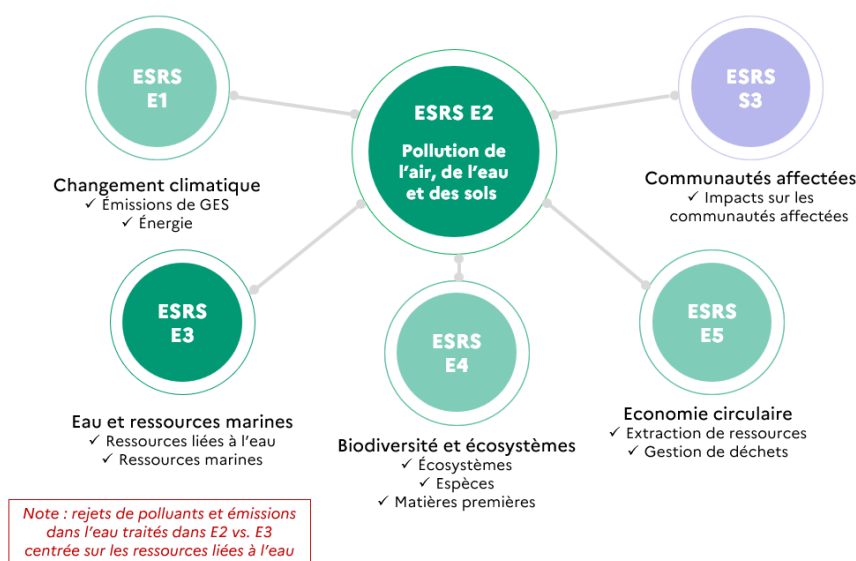 ESRS
E1
Changement climatique
✓ Émissions de GES
✓ Énergie
ESRS E2
Pollution de
l'air, de l'eau
et des sols
ESRS
S3
Communautés affectées
✓ Impacts sur les
communautés affectées
ESRS
E3
Eau et ressources marines
✓ Ressources liées à l'eau
✓ Ressources marines
ESRS
E4
Biodiversité et écosystèmes
✓ Écosystèmes
✓ Espèces
✓ Matières premières
ESRS
E5
Economie circulaire
✓ Extraction de ressources
✓ Gestion de déchets
Note : rejets de polluants et émissions
dans l'eau traités dans E2 vs. E3
centrée sur les ressources liées à l'eau